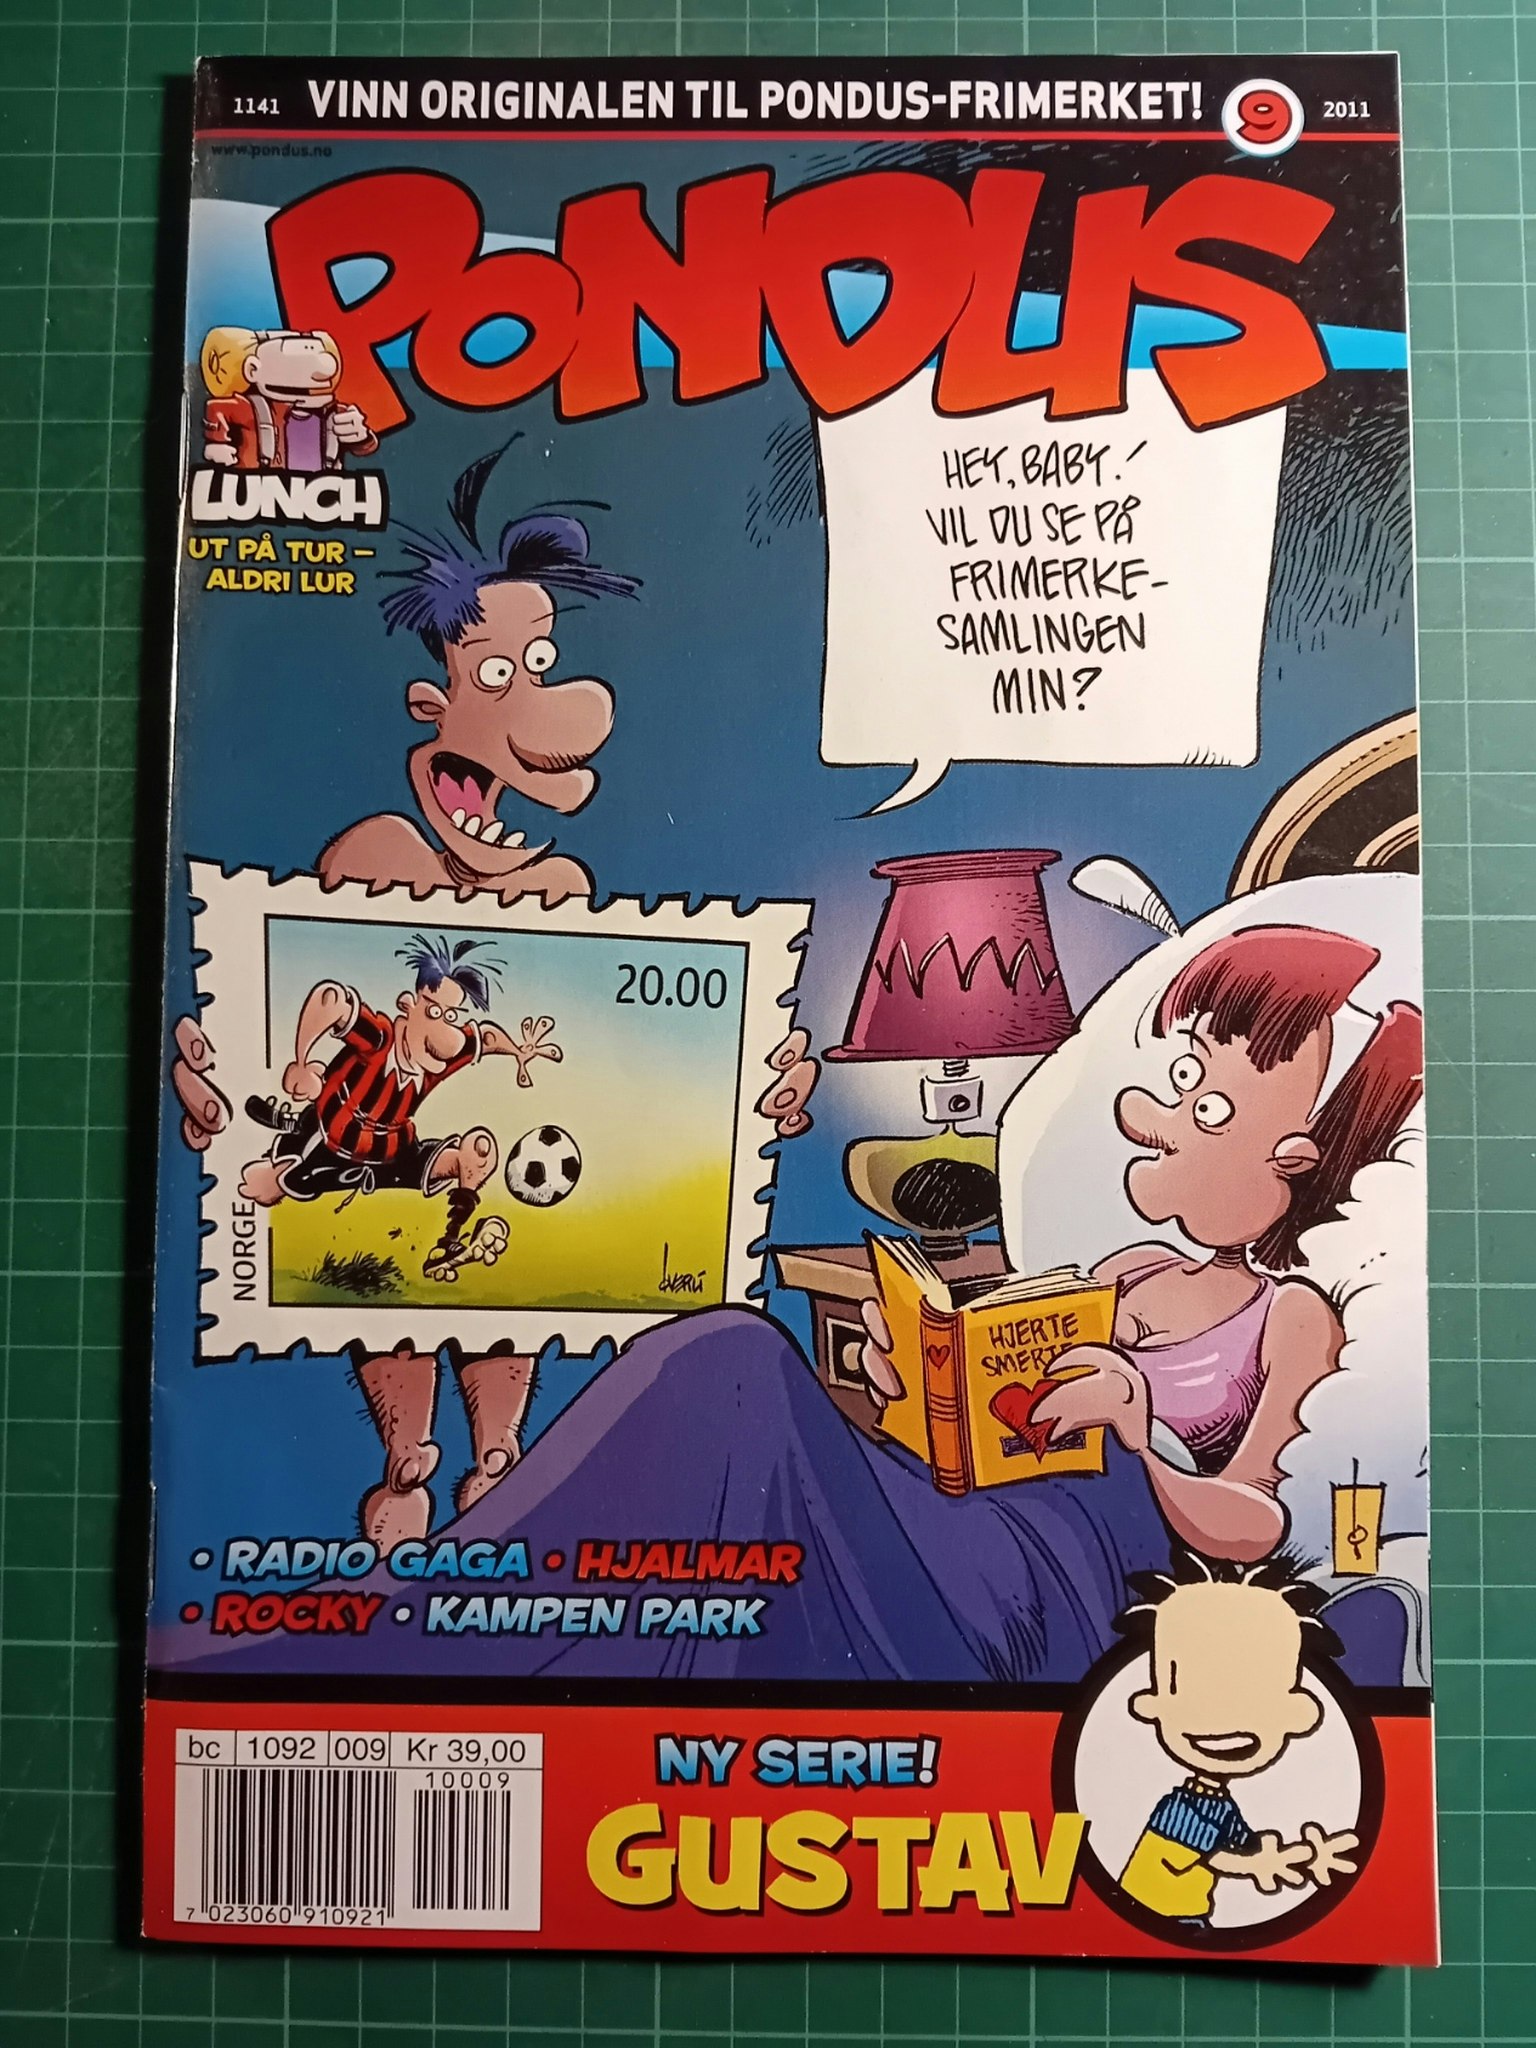 1141 VINN ORIGINALEN TIL PONDUS-FRIMERKET! 9 2011
www.pondus.no
PONDUS
LUNCH
UT PÅ TUR –
ALDRI LUR
HEY, BABY!
VIL DU SE PÅ
FRIMERKE-
SAMLINGEN
MIN?
20.00
NORGE
Øverli
HJERTE
SMERTE
• RADIO GAGA • HJALMAR
• ROCKY • KAMPEN PARK
bc 1092 009 Kr 39,00
10009
7 023060 910921
NY SERIE!
GUSTAV